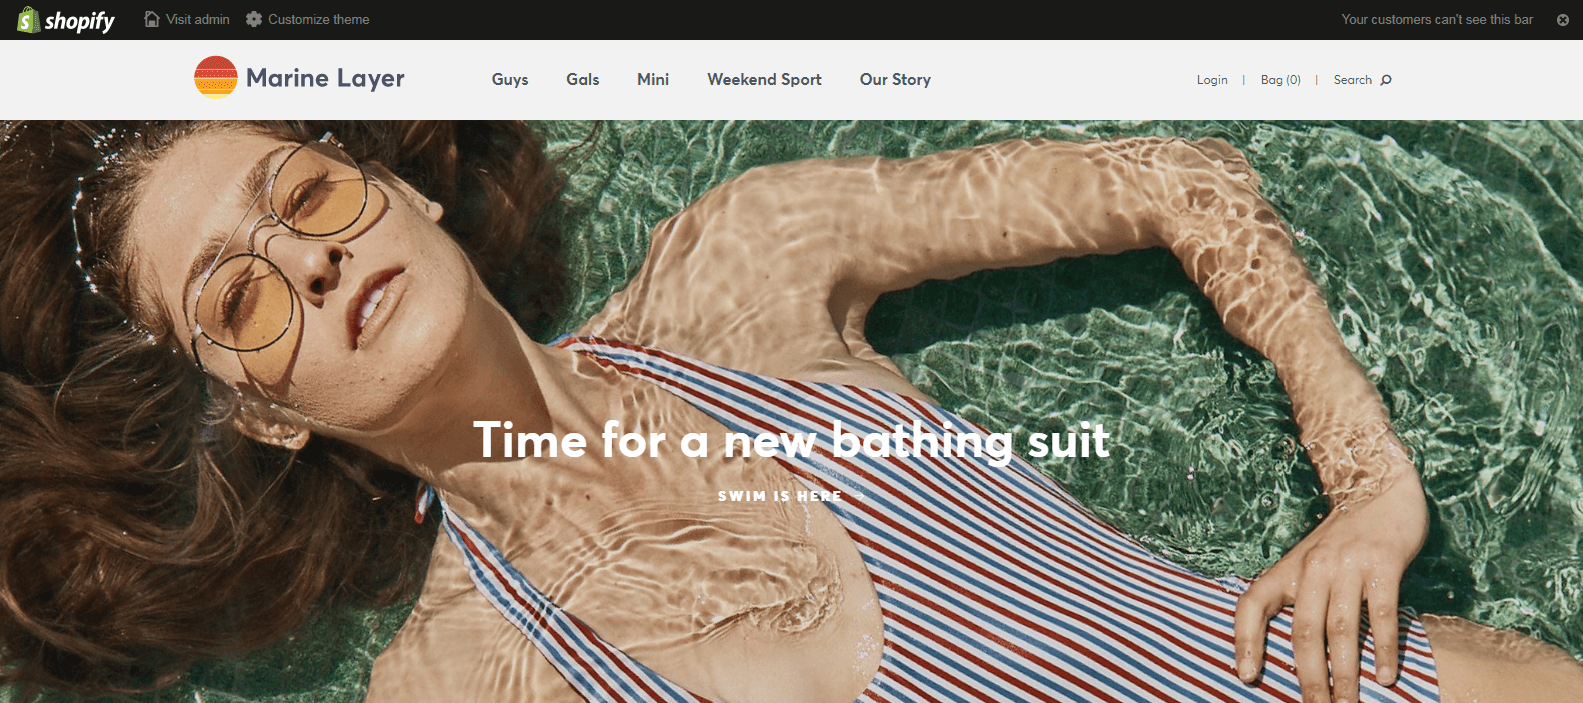 shopify Visit admin Customize theme Your customers can't see this bar
Marine Layer Guys Gals Mini Weekend Sport Our Story Login | Bag (0) | Search
Time for a new bathing suit
SWIM IS HERE →